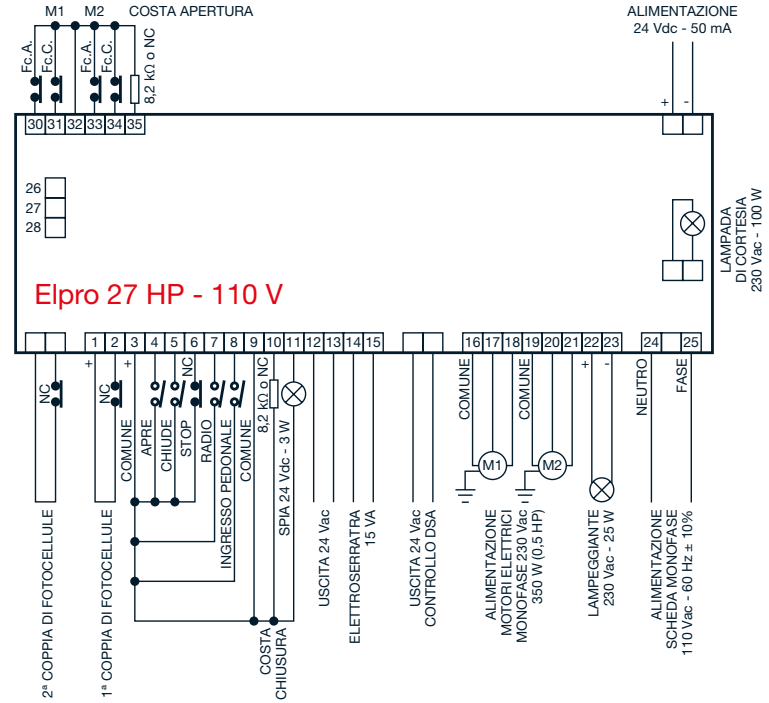 M1 M2 COSTA APERTURA
Fc.A.
Fc.C.
Fc.A.
Fc.C.
8,2 kΩ o NC
ALIMENTAZIONE
24 Vdc - 50 mA
+ -
30 31 32 33 34 35
26
27
28
LAMPADA
DI CORTESIA
230 Vac - 100 W
Elpro 27 HP - 110 V
1 2 3 4 5 6 7 8 9 10 11 12 13 14 15 16 17 18 19 20 21 22 23 24 25
NC
2ª COPPIA DI FOTOCELLULE
+
NC
1ª COPPIA DI FOTOCELLULE
+
COMUNE
APRE
CHIUDE
NC
STOP
RADIO
INGRESSO PEDONALE
COMUNE
8,2 kΩ o NC
COSTA
CHIUSURA
SPIA 24 Vdc - 3 W
USCITA 24 Vac
ELETTROSERRATRA
15 VA
USCITA 24 Vac
CONTROLLO DSA
COMUNE
M1
COMUNE
M2
ALIMENTAZIONE
MOTORI ELETTRICI
MONOFASE 230 Vac
350 W (0,5 HP)
+ -
LAMPEGGIANTE
230 Vac - 25 W
NEUTRO
FASE
ALIMENTAZIONE
SCHEDA MONOFASE
110 Vac - 60 Hz ± 10%